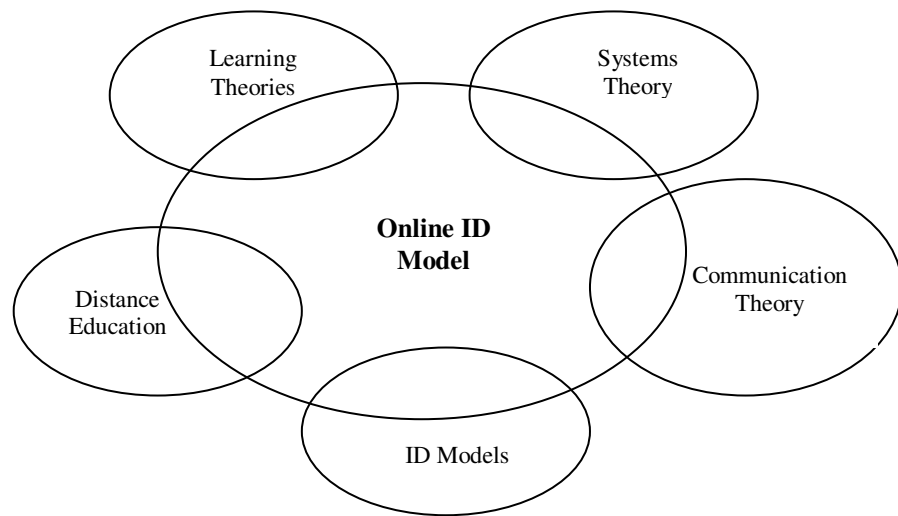 Learning
Theories
Systems
Theory
Online ID
Model
Communication
Theory
Distance
Education
ID Models